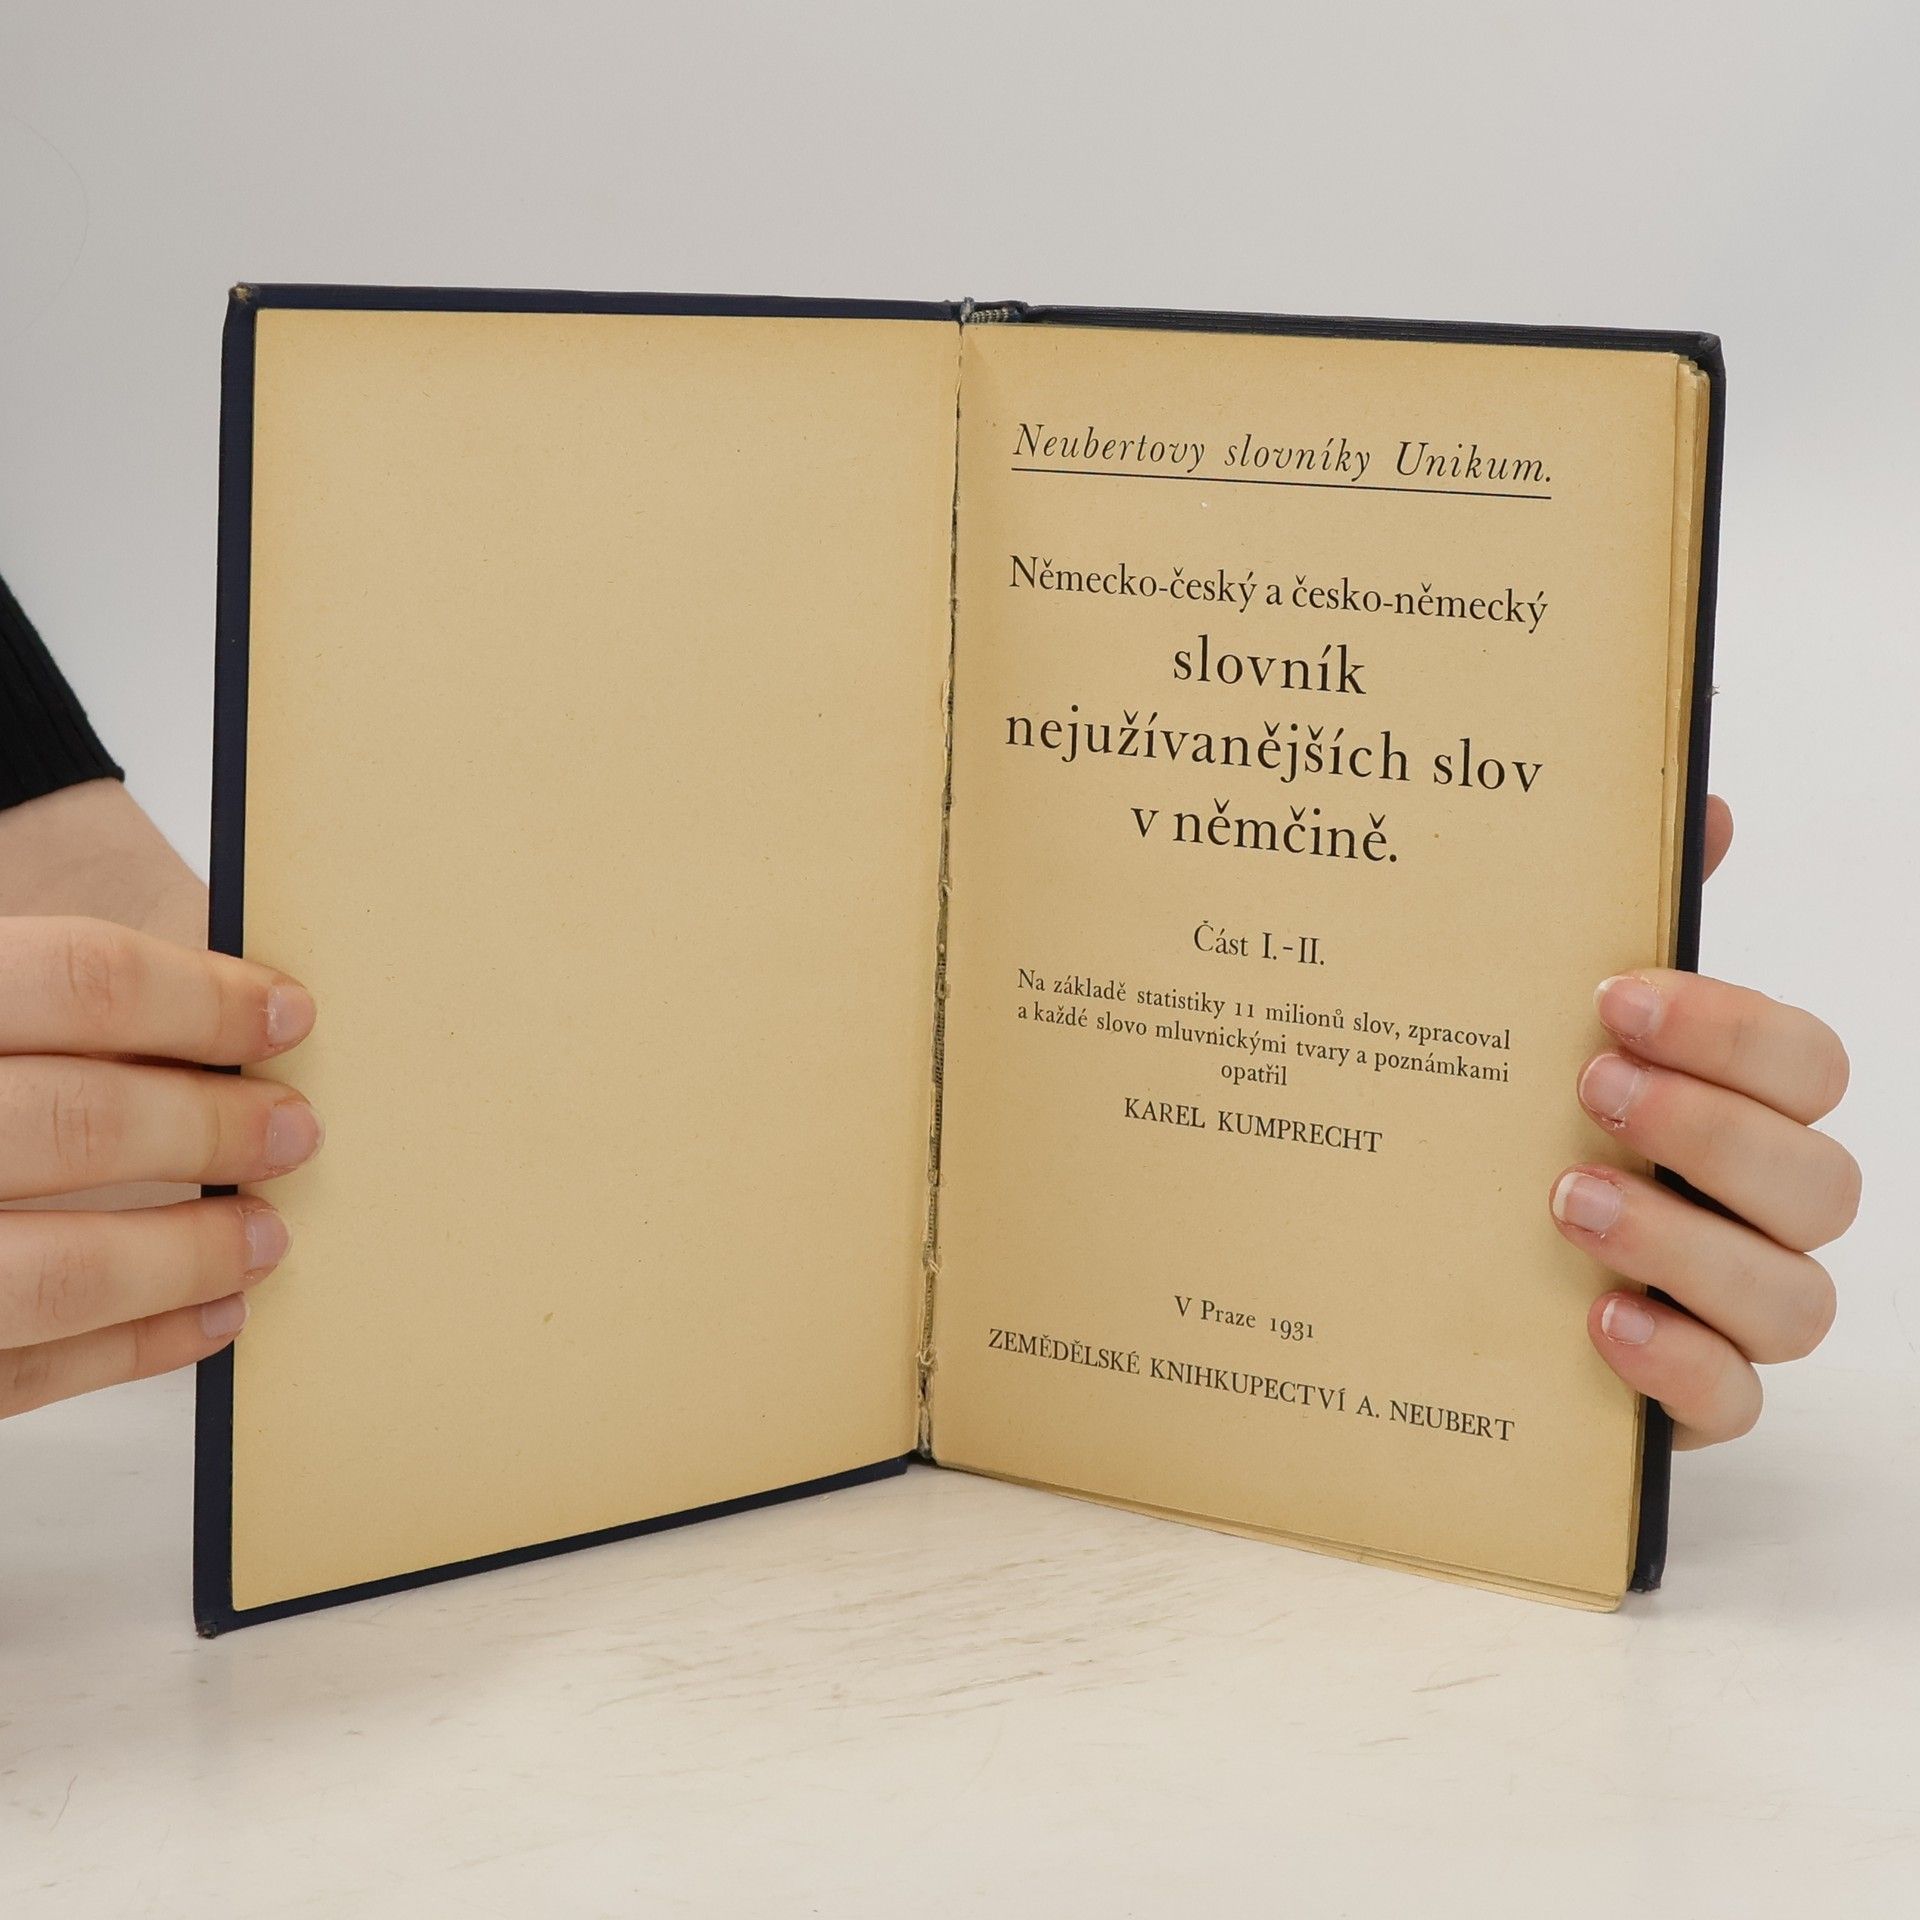 Neubertovy slovníky Unikum.
Německo-český a česko-německý
slovník
nejužívanějších slov
v němčině.
Část I.-II.
Na základě statistiky 11 milionů slov, zpracoval
a každé slovo mluvnickými tvary a poznámkami
opatřil
KAREL KUMPRECHT
V Praze 1931
ZEMĚDĚLSKÉ KNIHKUPECTVÍ A. NEUBERT